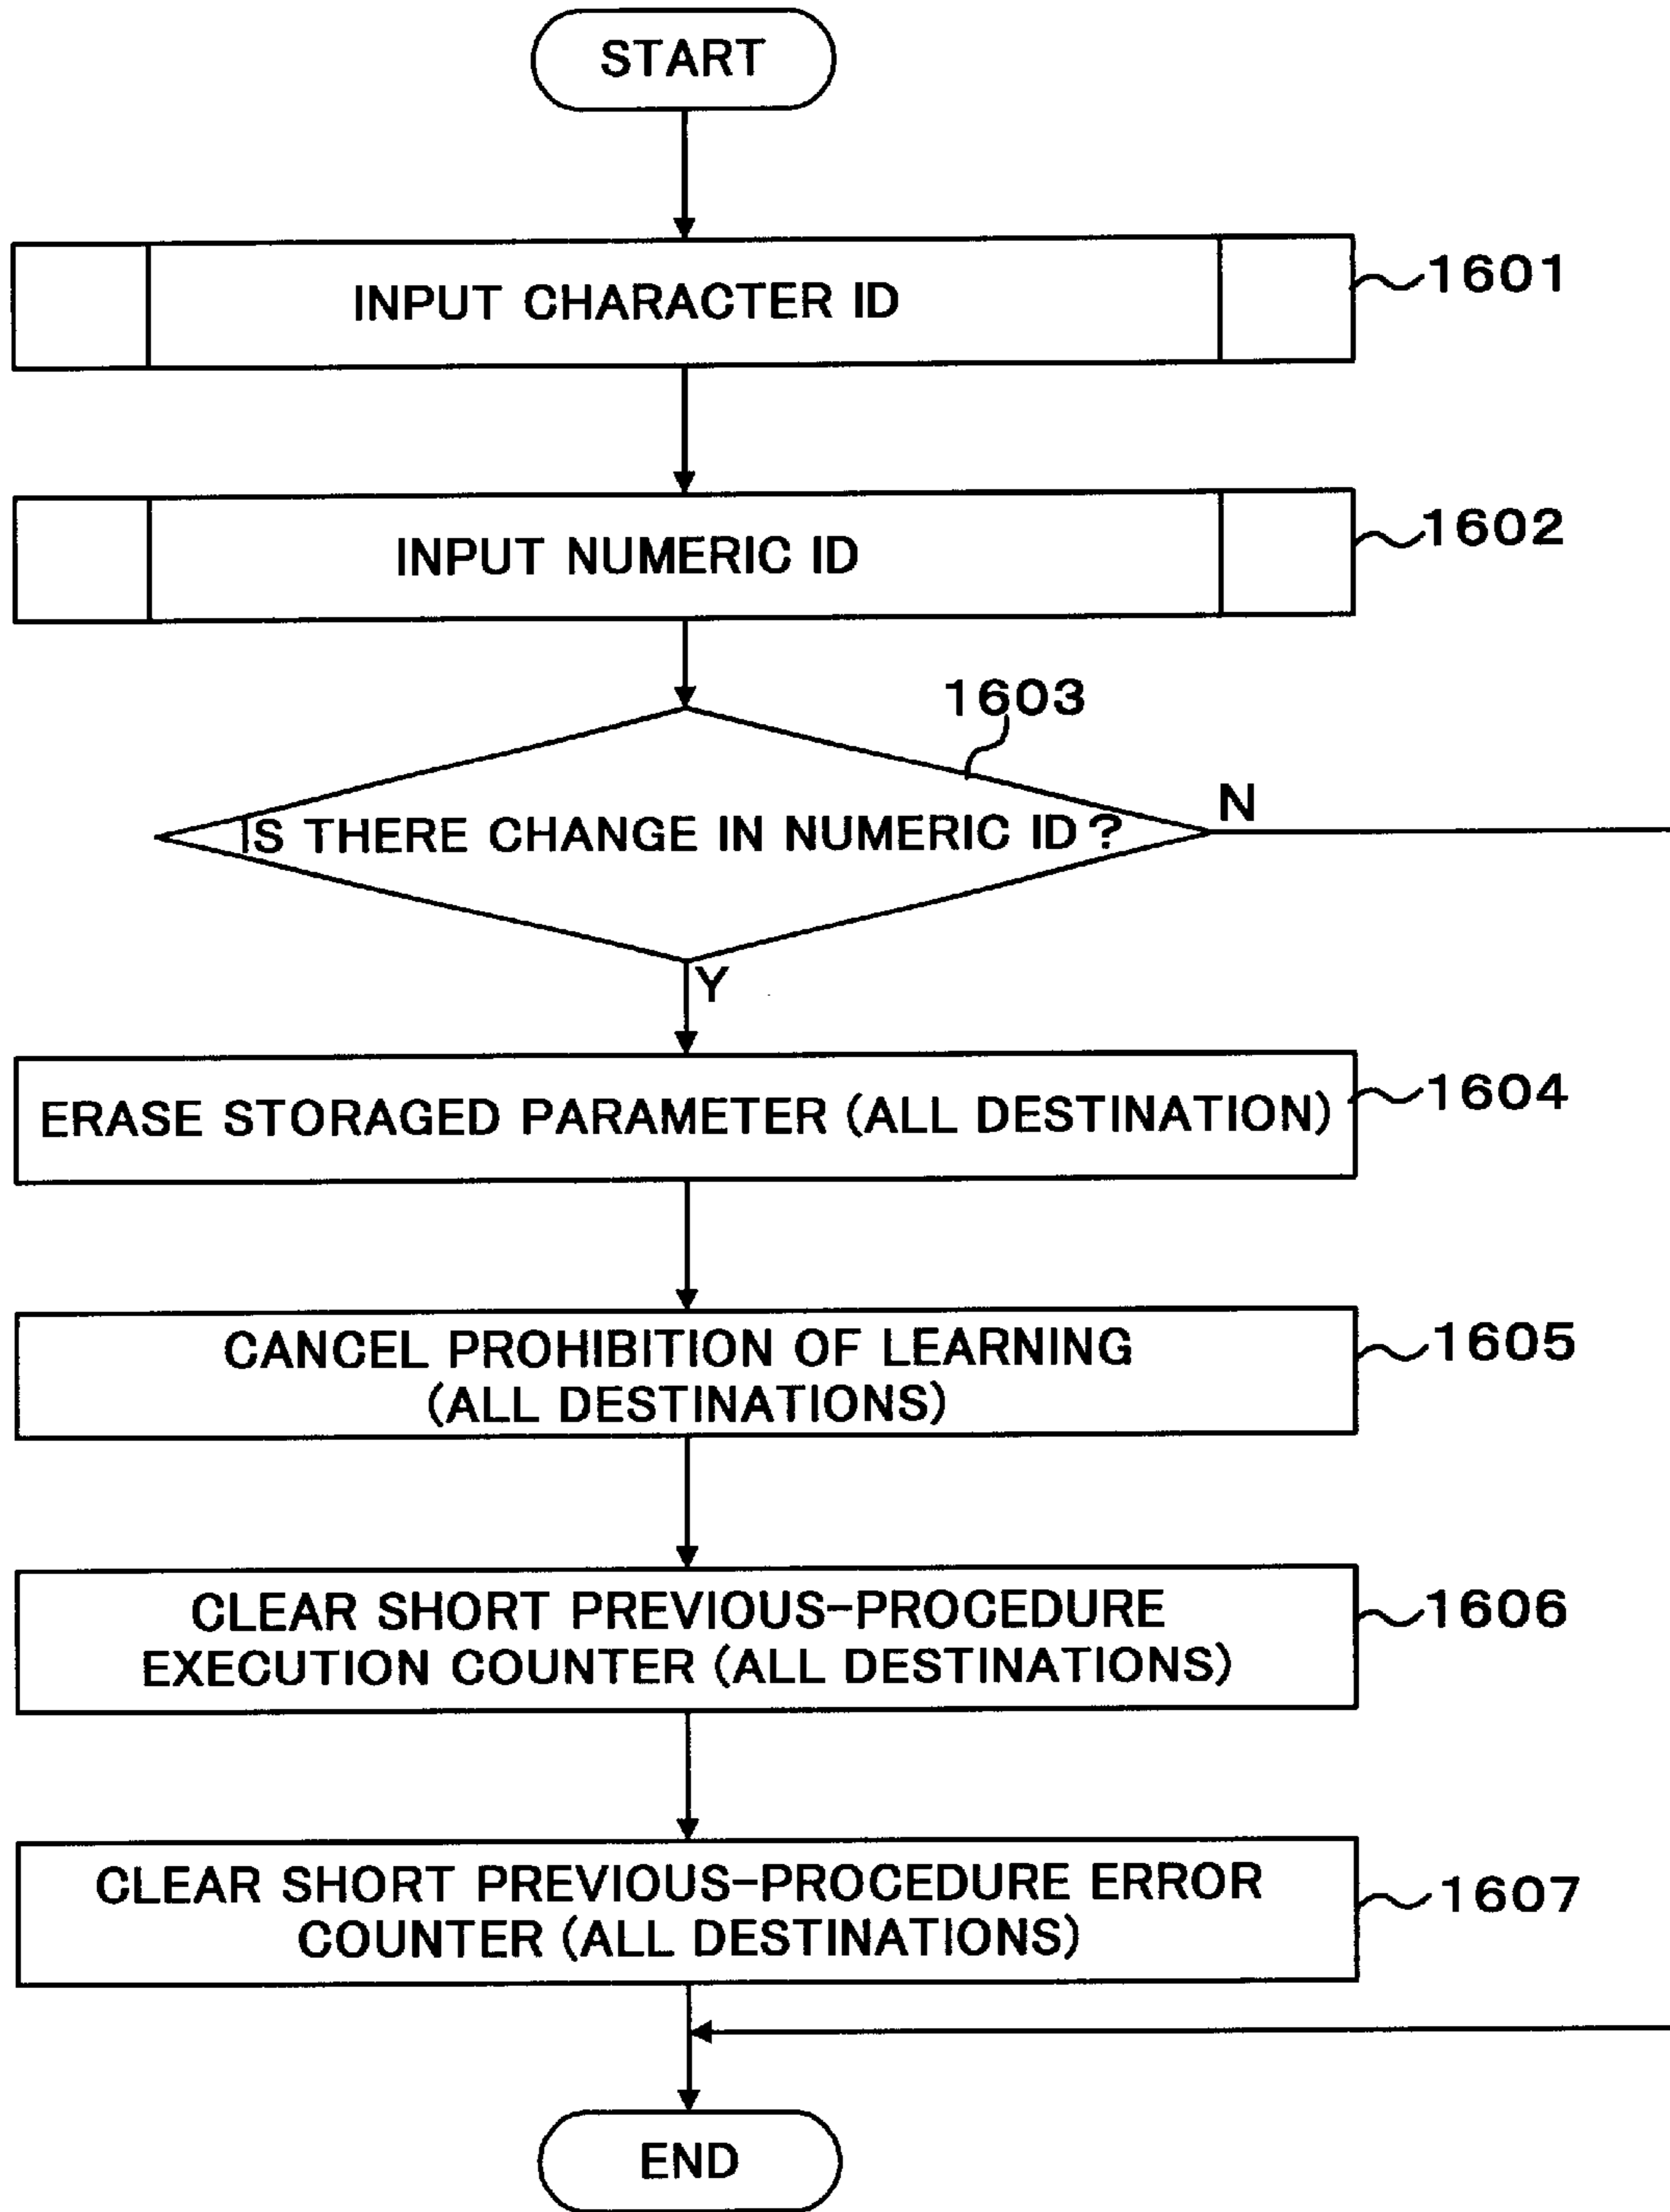 START
INPUT CHARACTER ID
1601
INPUT NUMERIC ID
1602
1603
IS THERE CHANGE IN NUMERIC ID?
N
Y
ERASE STORAGED PARAMETER (ALL DESTINATION)
1604
CANCEL PROHIBITION OF LEARNING
(ALL DESTINATIONS)
1605
CLEAR SHORT PREVIOUS-PROCEDURE
EXECUTION COUNTER (ALL DESTINATIONS)
1606
CLEAR SHORT PREVIOUS-PROCEDURE ERROR
COUNTER (ALL DESTINATIONS)
1607
END